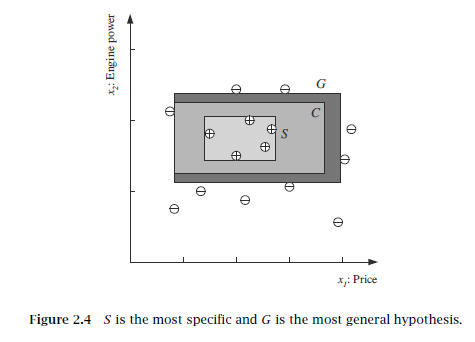 x₂: Engine power
G
C
S
x₁: Price
Figure 2.4 S is the most specific and G is the most general hypothesis.